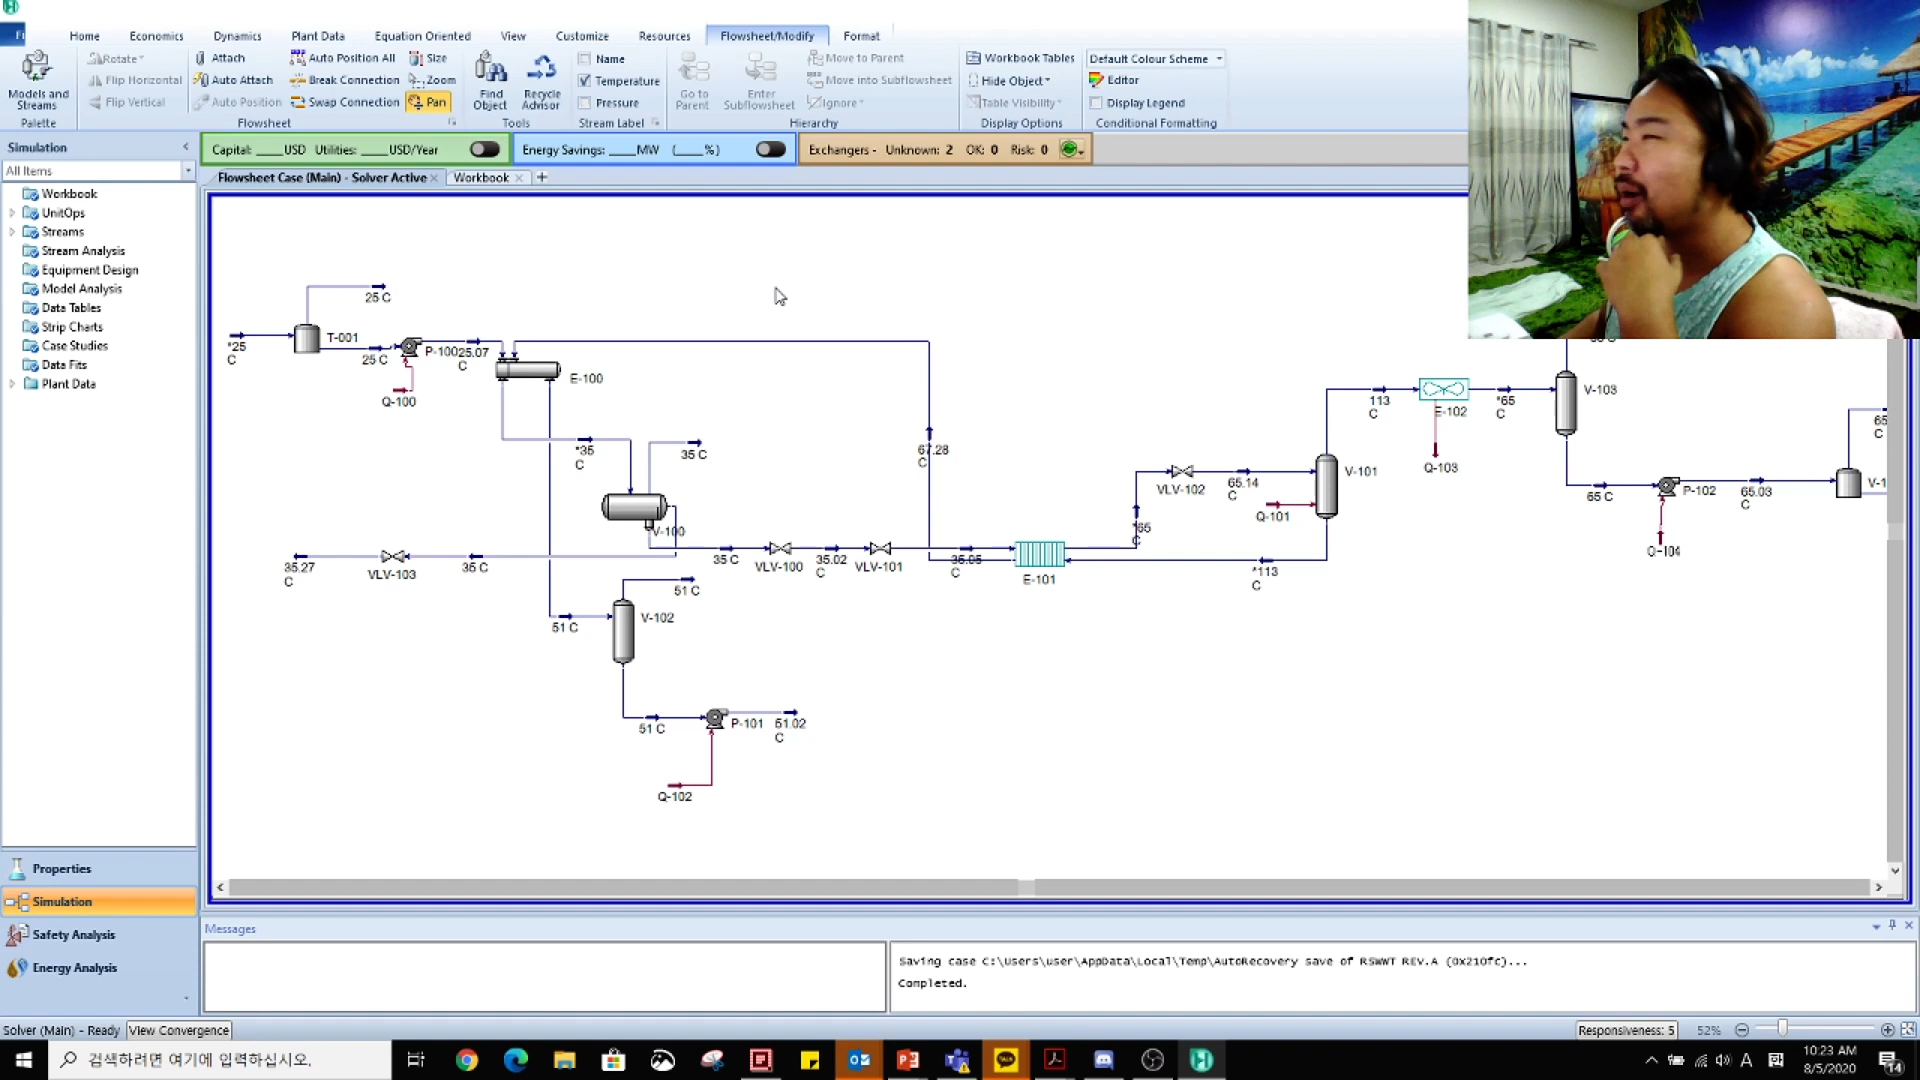 Fi
Home
Economics
Dynamics
Plant Data
Equation Oriented
View
Customize
Resources
Flowsheet/Modify
Format
Models and
Streams
Palette
Rotate
Flip Horizontal
Flip Vertical
Attach
Auto Attach
Auto Position
Auto Position All
Break Connection
Swap Connection
Size
Zoom
Pan
Flowsheet
Find
Object
Recycle
Advisor
Tools
Name
Temperature
Pressure
Stream Label
Go to
Parent
Enter
Subflowsheet
Move to Parent
Move into Subflowsheet
Ignore
Hierarchy
Workbook Tables
Hide Object
Table Visibility
Display Options
Default Colour Scheme
Editor
Display Legend
Conditional Formatting
Simulation
All Items
Capital: ____USD Utilities: ____USD/Year
Energy Savings: ____MW (____%)
Exchangers - Unknown: 2 OK: 0 Risk: 0
Flowsheet Case (Main) - Solver Active
Workbook
Workbook
UnitOps
Streams
Stream Analysis
Equipment Design
Model Analysis
Data Tables
Strip Charts
Case Studies
Data Fits
Plant Data
Properties
Simulation
Safety Analysis
Energy Analysis
25 C
*25
C
T-001
25 C
P-100
25.07
C
Q-100
E-100
*35
C
35 C
V-100
67.28
C
35.27
C
VLV-103
35 C
35 C
VLV-100
35.02
C
VLV-101
35.05
C
E-101
*65
C
VLV-102
65.14
C
Q-101
V-101
*113
C
113
C
E-102
Q-103
*65
C
V-103
65 C
P-102
Q-104
65.03
C
65
C
V-1
51 C
51 C
V-102
51 C
P-101
51.02
C
Q-102
Messages
Saving case C:\Users\user\AppData\Local\Temp\AutoRecovery save of RSWWT REV.A (0x210fc)...
Completed.
Solver (Main) - Ready
View Convergence
Responsiveness: 5
52%
검색하려면 여기에 입력하십시오.
A
10:23 AM
8/5/2020
14